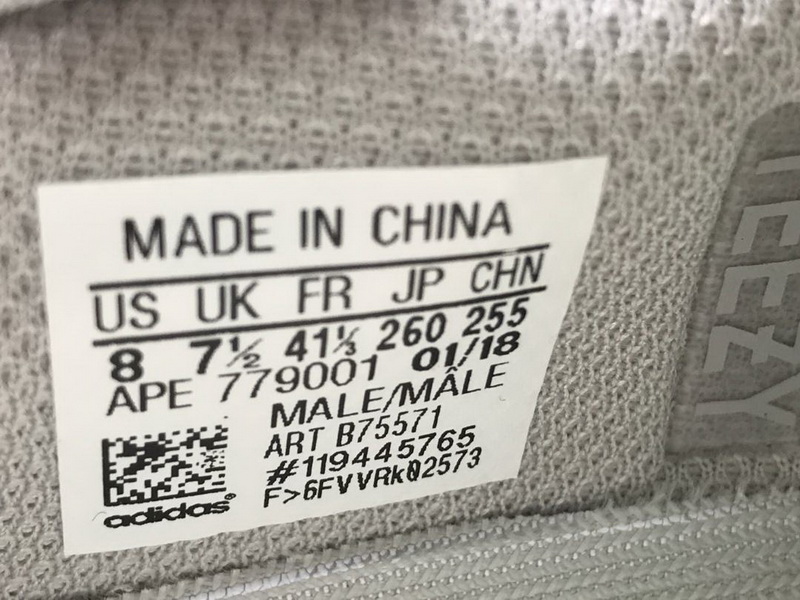 MADE IN CHINA
US UK FR JP CHN
8 7½ 41⅓ 260 255
APE 779001 01/18
MALE/MÂLE
ART B75571
#119445765
F>6FVVRk02573
adidas®
YEEZY